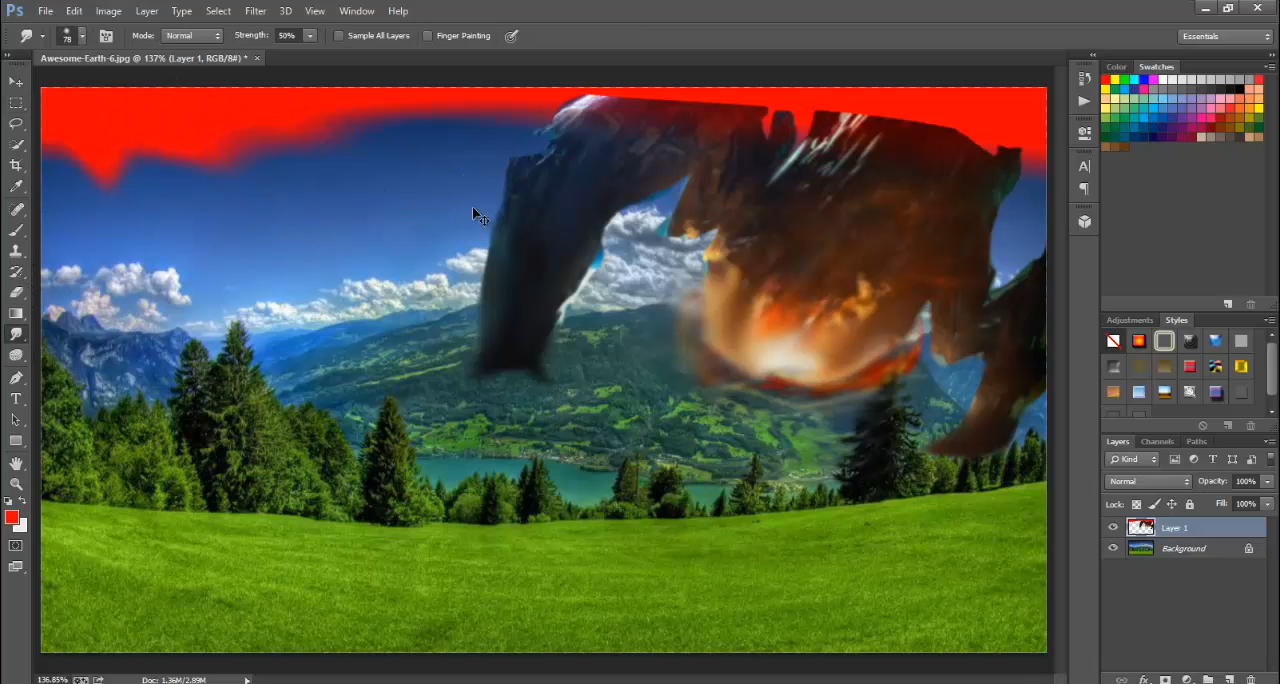 Ps File Edit Image Layer Type Select Filter 3D View Window Help
78 Mode: Normal Strength: 50% Sample All Layers Finger Painting Essentials
Awesome-Earth-6.jpg @ 137% (Layer 1, RGB/8#) * ×
Color Swatches
Adjustments Styles
Layers Channels Paths
Kind
Normal Opacity: 100%
Lock: Fill: 100%
Layer 1
Background
136.85% Doc: 1.36M/2.89M